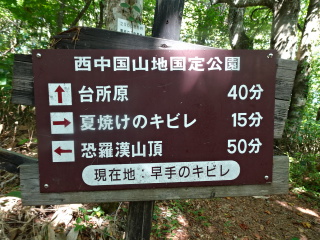 西中国山地国定公園
↑ 台所原 40分
→ 夏焼けのキビレ 15分
← 恐羅漢山頂 50分
現在地:早手のキビレ